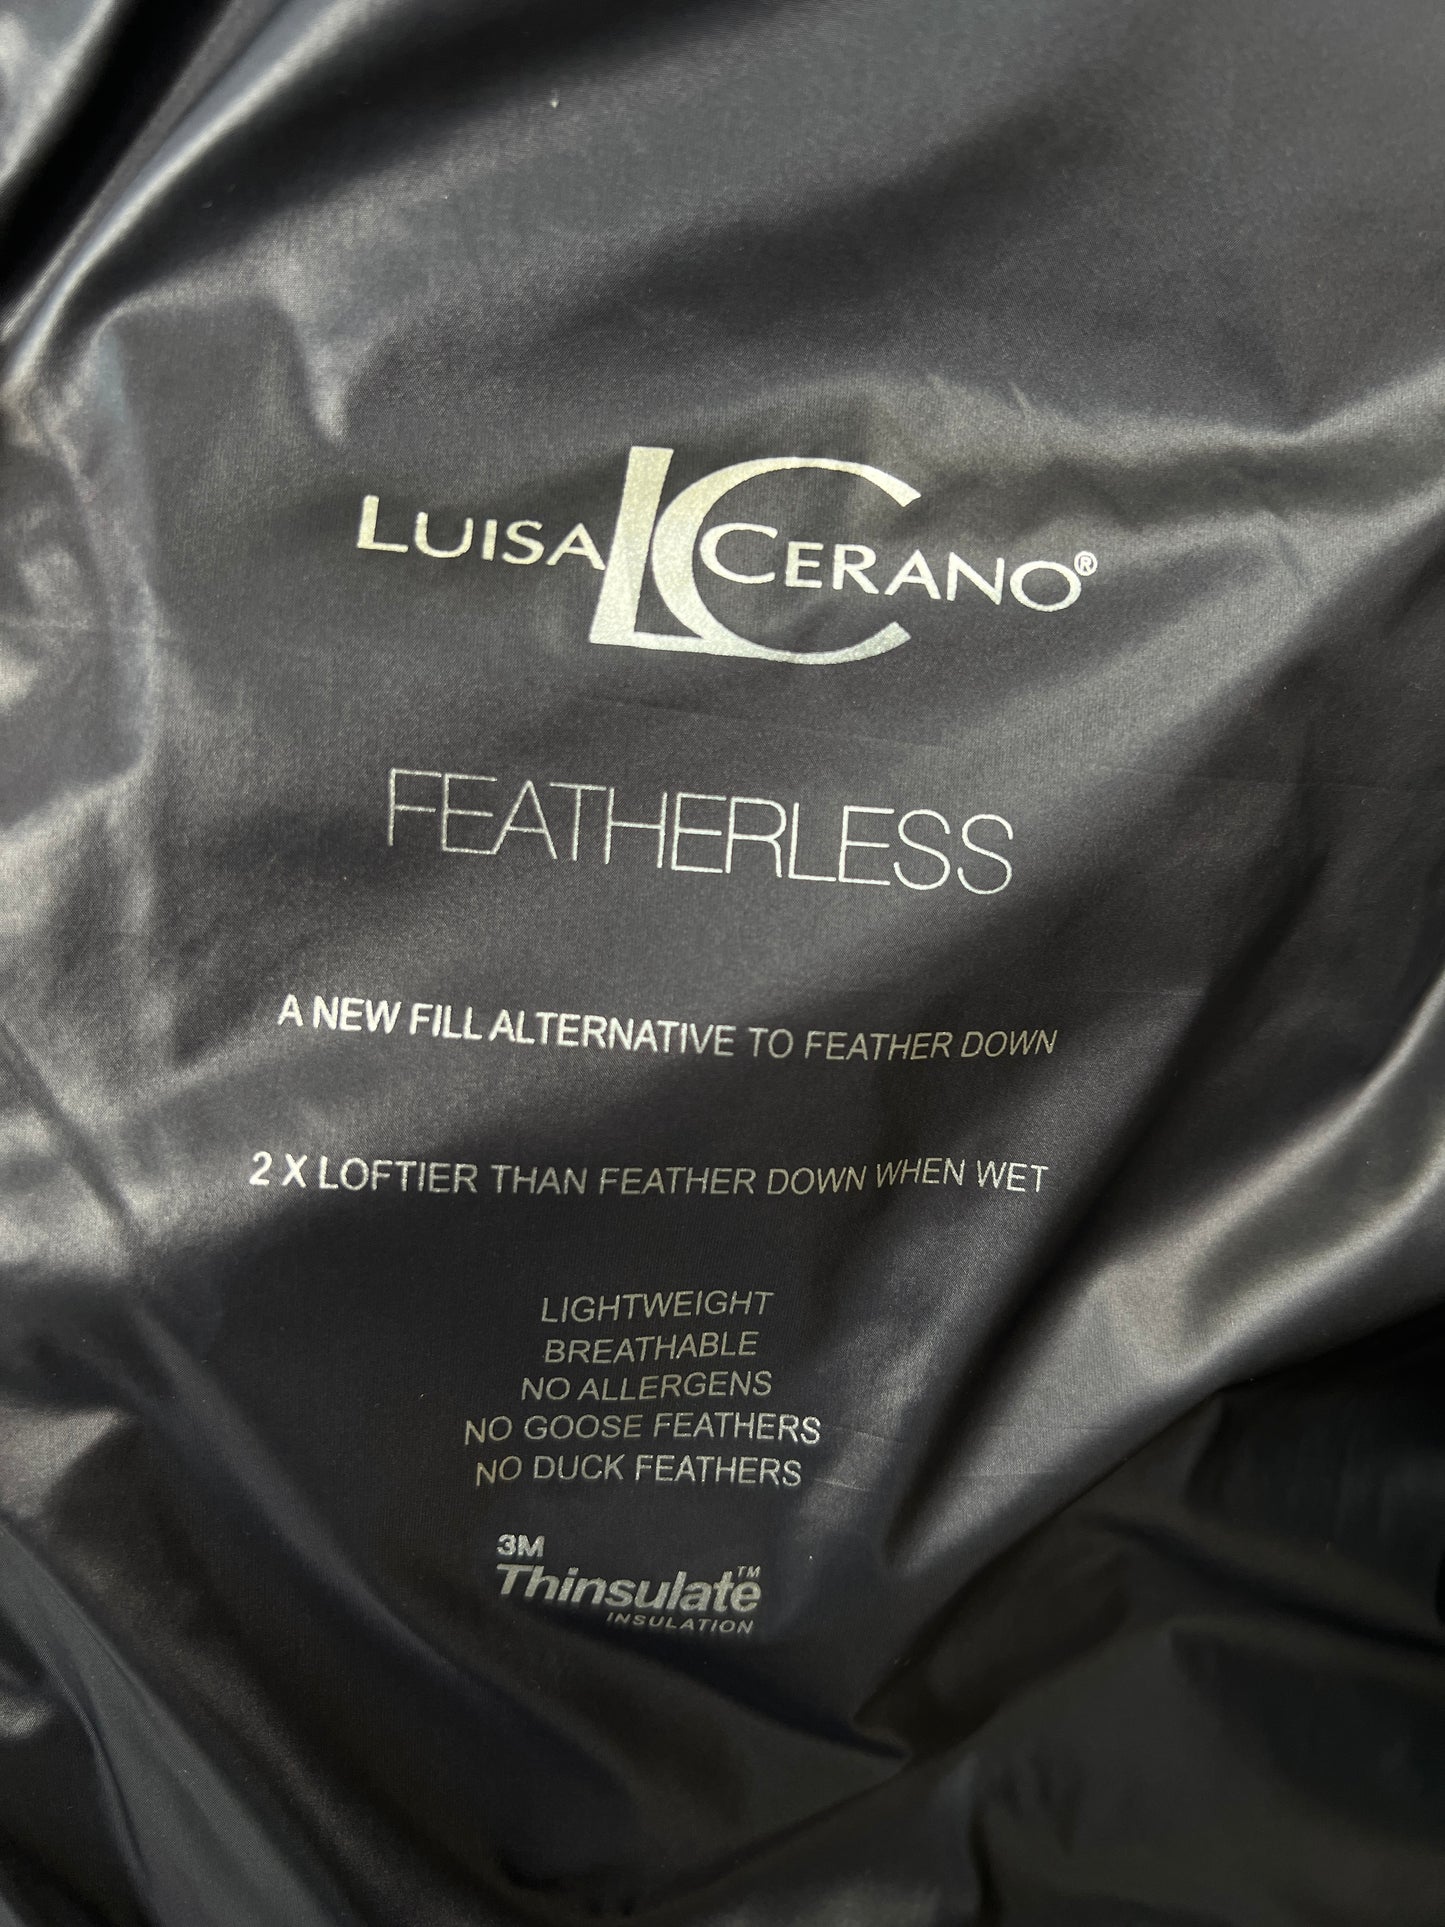 LUISA LC CERANO®
FEATHERLESS
A NEW FILL ALTERNATIVE TO FEATHER DOWN
2 X LOFTIER THAN FEATHER DOWN WHEN WET
LIGHTWEIGHT
BREATHABLE
NO ALLERGENS
NO GOOSE FEATHERS
NO DUCK FEATHERS
3M
Thinsulate™
INSULATION